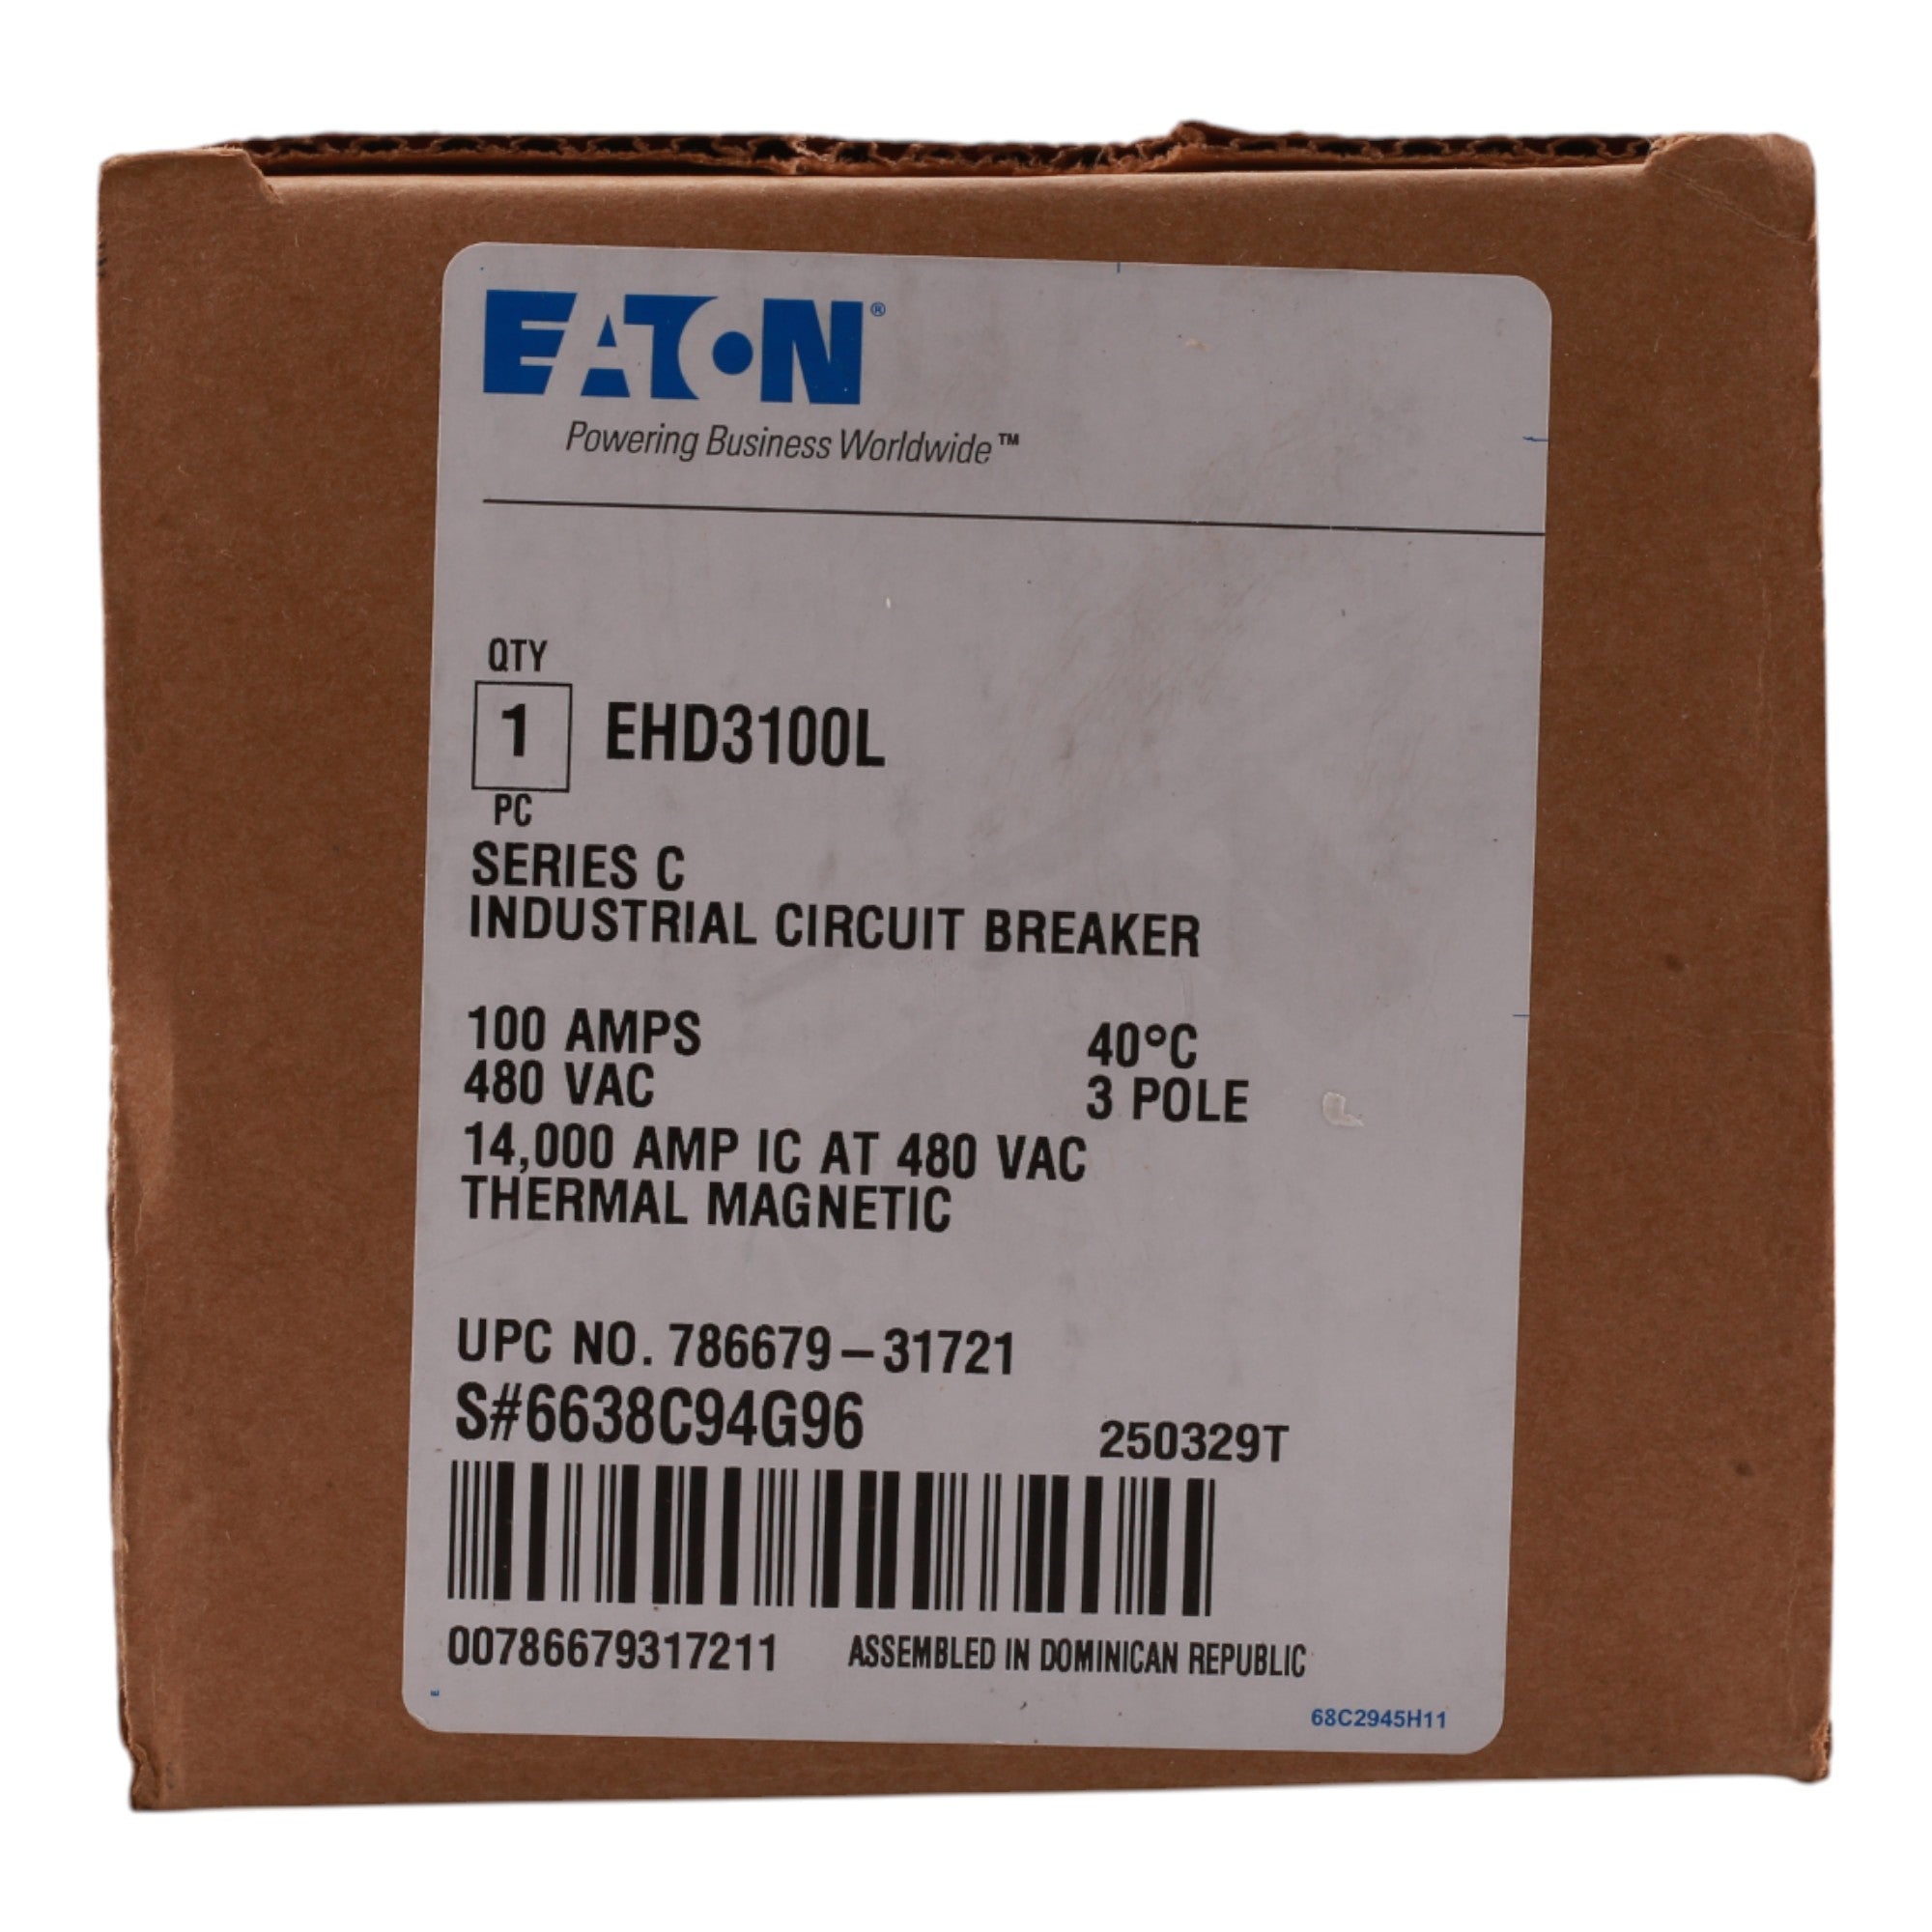 EATON®
Powering Business Worldwide™
QTY
1 EHD3100L
PC
SERIES C
INDUSTRIAL CIRCUIT BREAKER
100 AMPS 40°C
480 VAC 3 POLE
14,000 AMP IC AT 480 VAC
THERMAL MAGNETIC
UPC NO. 786679-31721
S#6638C94G96 250329T
00786679317211 ASSEMBLED IN DOMINICAN REPUBLIC
E
68C2945H11